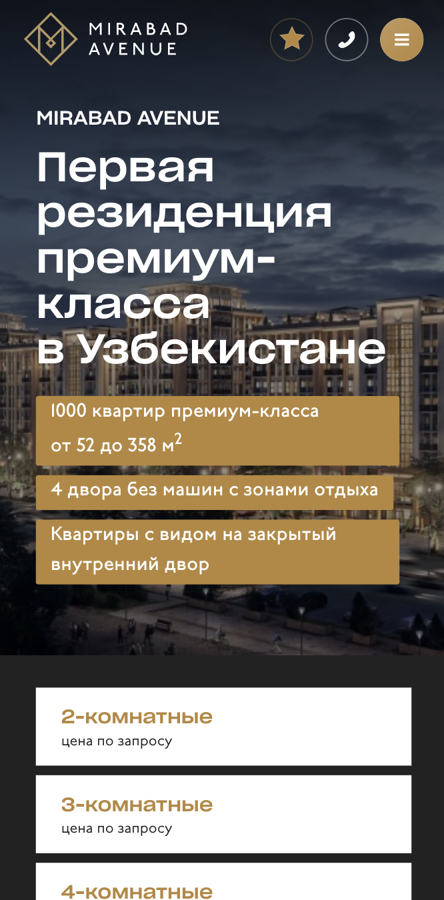 MIRABAD
AVENUE
MIRABAD AVENUE
Первая
резиденция
премиум-
класса
в Узбекистане
1000 квартир премиум-класса
от 52 до 358 м²
4 двора без машин с зонами отдыха
Квартиры с видом на закрытый
внутренний двор
2-комнатные
цена по запросу
3-комнатные
цена по запросу
4-комнатные